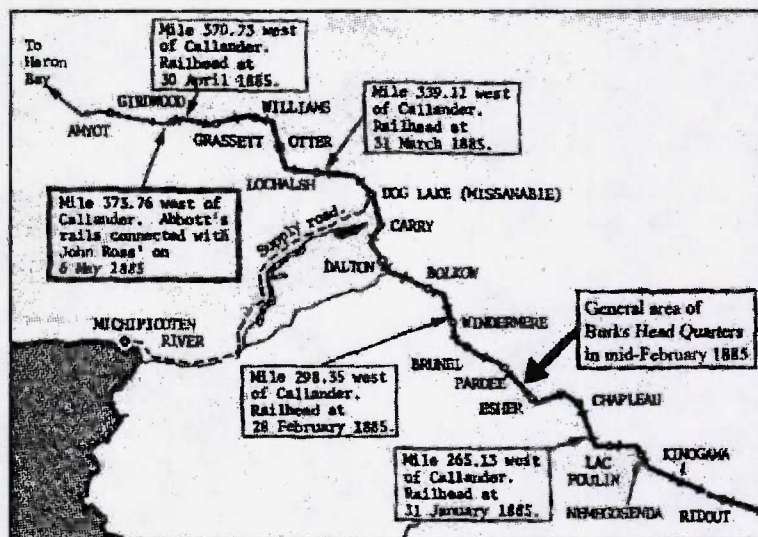 To
Heron
Bay
Mile 370.73 west
of Callander.
Railhead at
30 April 1885.
GIRDWOOD
AMYOT
GRASSETT
WILLIAMS
OTTER
Mile 339.11 west
of Callander.
Railhead at
31 March 1885.
LOCHALSH
DOG LAKE (MISSANABIE)
Mile 373.76 west of
Callander. Abbott's
rails connected with
John Ross' on
6 May 1885
Supply road.
CARRY
DALTON
BOLKOW
MICHIPICOTEN
RIVER
WINDERMERE
General area of
Burks Head Quarters
in mid-February 1885
BRUNEL
PARDEE
ESHER
CHAPLEAU
Mile 298.35 west
of Callander.
Railhead at
28 February 1885.
Mile 265.13 west
of Callander.
Railhead at
31 January 1885.
LAC
POULIN
KINOGAMA
NEMEGOSENDA
RIDOUT